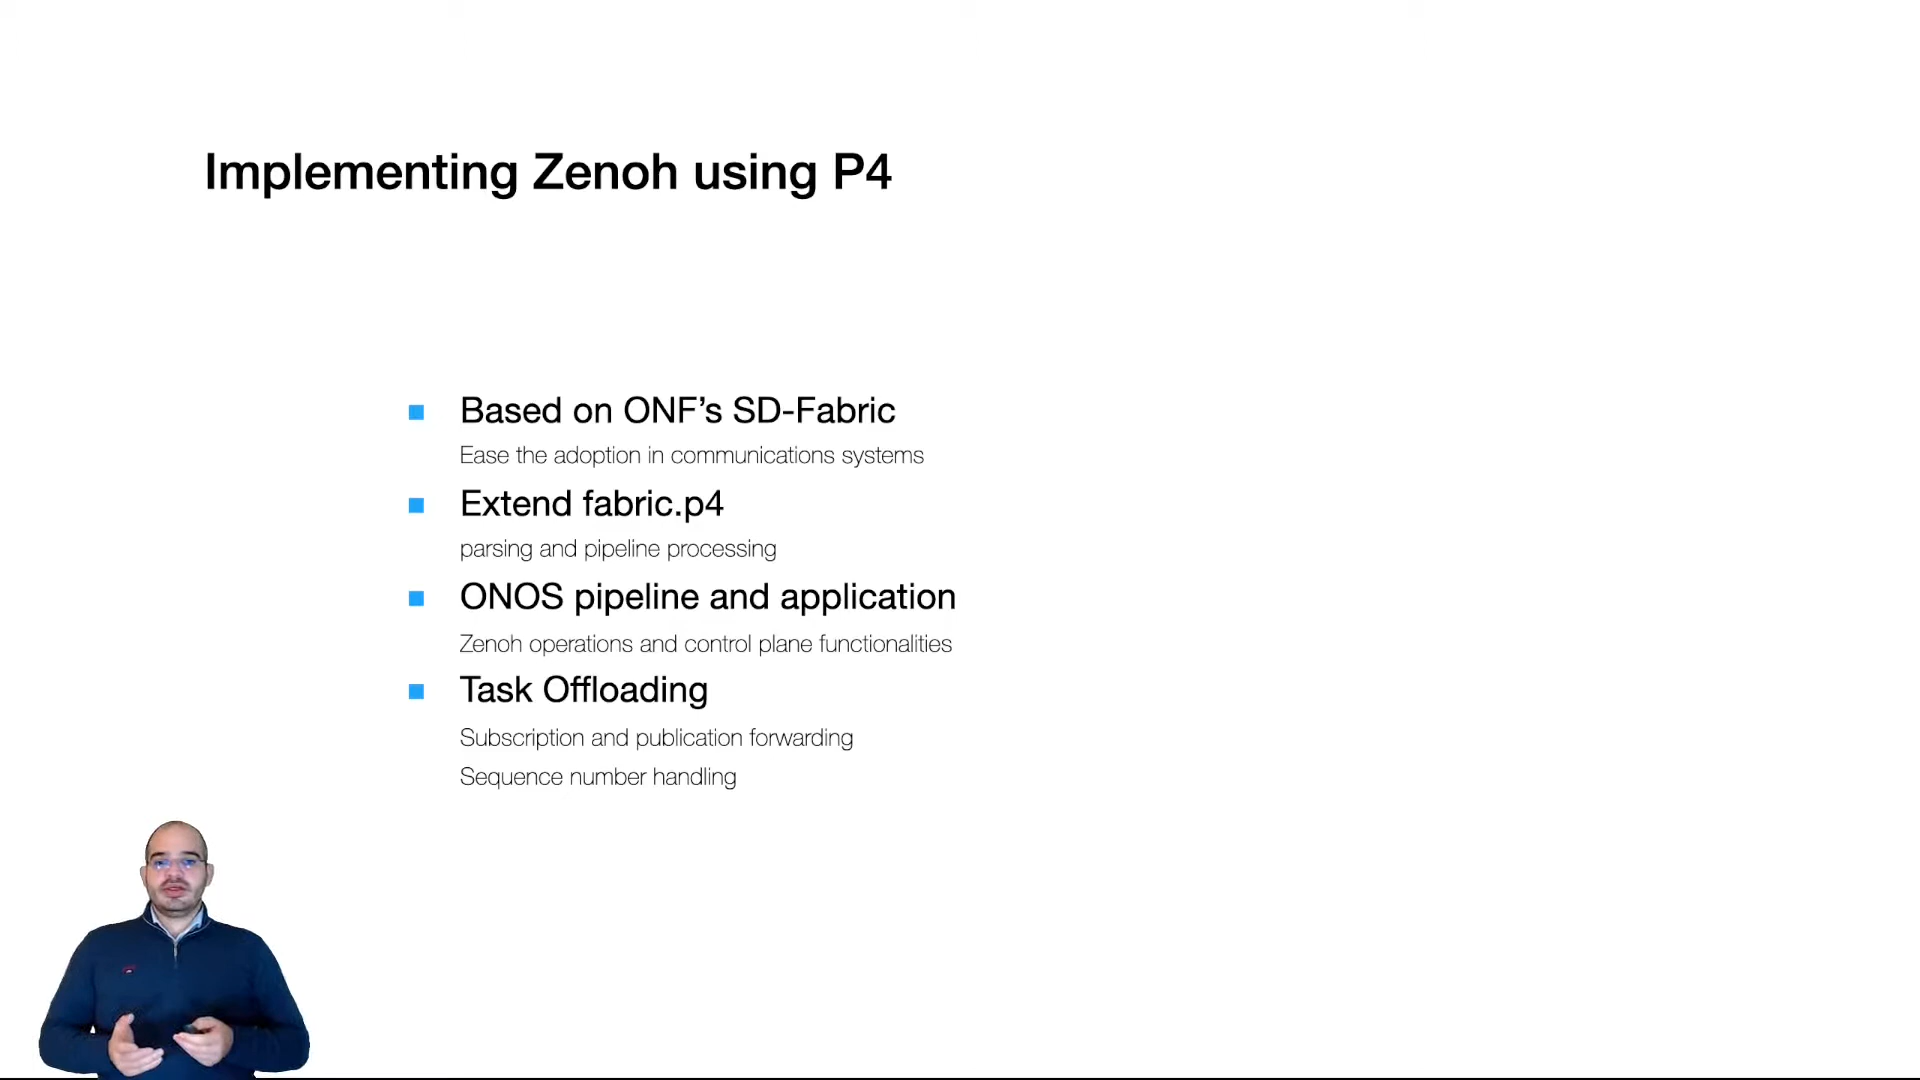 Implementing Zenoh using P4
Based on ONF’s SD-Fabric
Ease the adoption in communications systems
Extend fabric.p4
parsing and pipeline processing
ONOS pipeline and application
Zenoh operations and control plane functionalities
Task Offloading
Subscription and publication forwarding
Sequence number handling